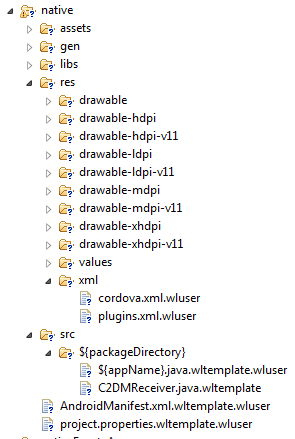 native
assets
gen
libs
res
drawable
drawable-hdpi
drawable-hdpi-v11
drawable-ldpi
drawable-ldpi-v11
drawable-mdpi
drawable-mdpi-v11
drawable-xhdpi
drawable-xhdpi-v11
values
xml
cordova.xml.wluser
plugins.xml.wluser
src
${packageDirectory}
${appName}.java.wltemplate.wluser
C2DMReceiver.java.wltemplate
AndroidManifest.xml.wltemplate.wluser
project.properties.wltemplate.wluser